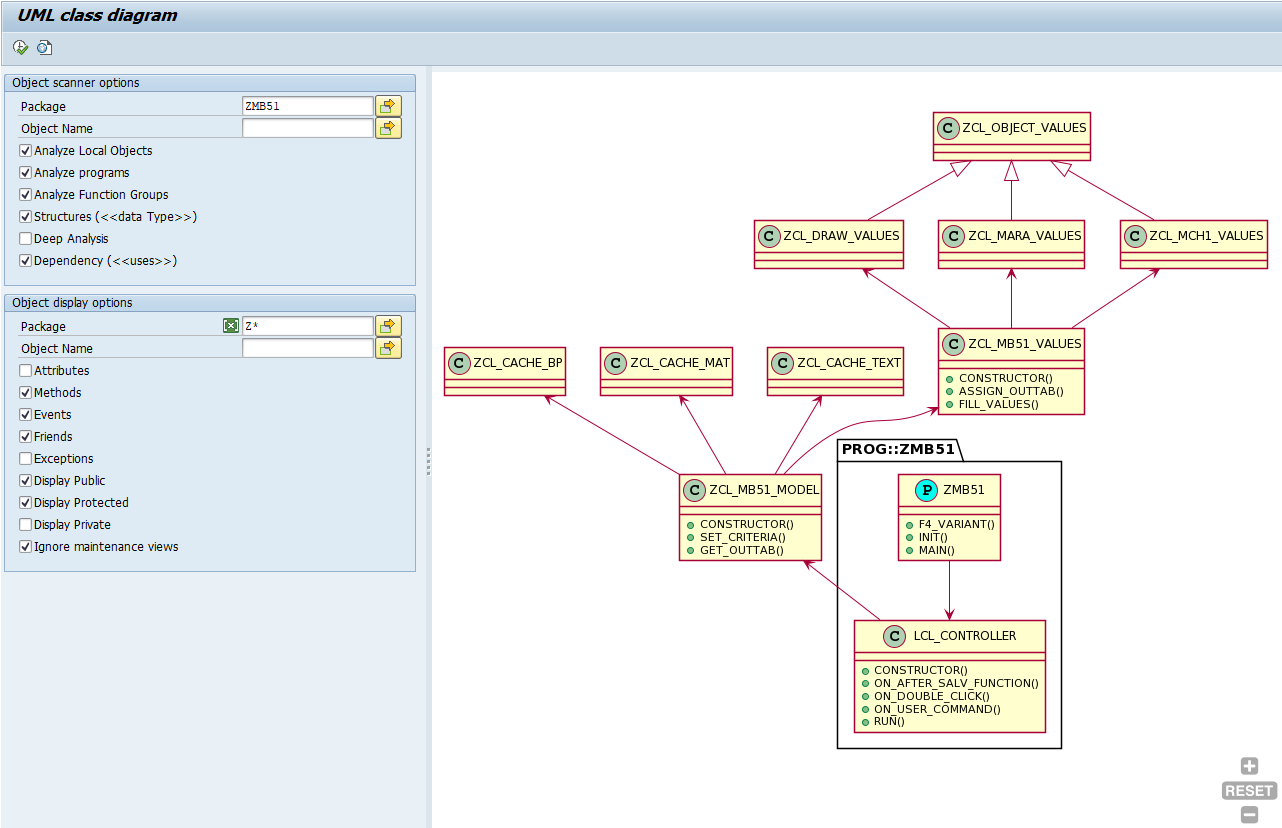 UML class diagram
Object scanner options
Package ZMB51
Object Name
Analyze Local Objects
Analyze programs
Analyze Function Groups
Structures (<<data Type>>)
Deep Analysis
Dependency (<<uses>>)
Object display options
Package Z*
Object Name
Attributes
Methods
Events
Friends
Exceptions
Display Public
Display Protected
Display Private
Ignore maintenance views
C ZCL_OBJECT_VALUES
C ZCL_DRAW_VALUES
C ZCL_MARA_VALUES
C ZCL_MCH1_VALUES
C ZCL_MB51_VALUES
CONSTRUCTOR()
ASSIGN_OUTTAB()
FILL_VALUES()
C ZCL_CACHE_BP
C ZCL_CACHE_MAT
C ZCL_CACHE_TEXT
C ZCL_MB51_MODEL
CONSTRUCTOR()
SET_CRITERIA()
GET_OUTTAB()
PROG::ZMB51
P ZMB51
F4_VARIANT()
INIT()
MAIN()
C LCL_CONTROLLER
CONSTRUCTOR()
ON_AFTER_SALV_FUNCTION()
ON_DOUBLE_CLICK()
ON_USER_COMMAND()
RUN()
RESET